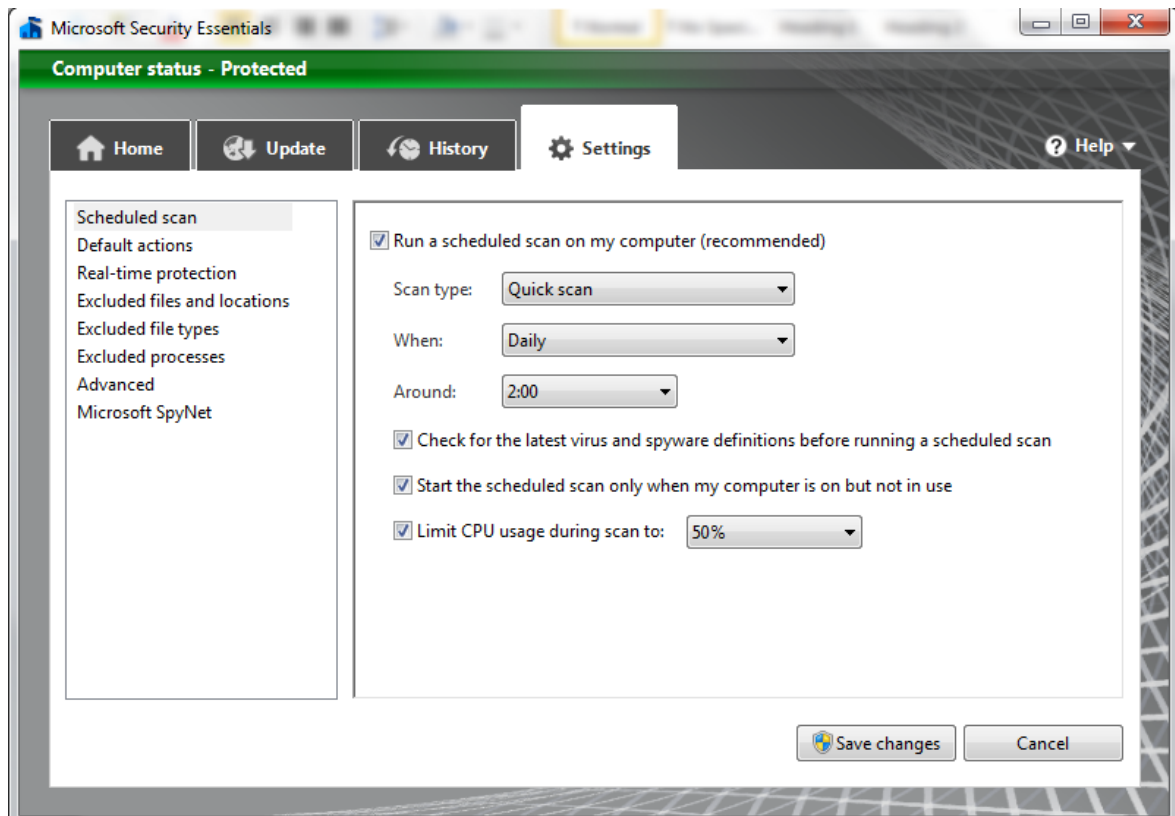 Microsoft Security Essentials
Computer status - Protected
Home
Update
History
Settings
Help
Scheduled scan
Default actions
Real-time protection
Excluded files and locations
Excluded file types
Excluded processes
Advanced
Microsoft SpyNet
Run a scheduled scan on my computer (recommended)
Scan type: Quick scan
When: Daily
Around: 2:00
Check for the latest virus and spyware definitions before running a scheduled scan
Start the scheduled scan only when my computer is on but not in use
Limit CPU usage during scan to: 50%
Save changes
Cancel